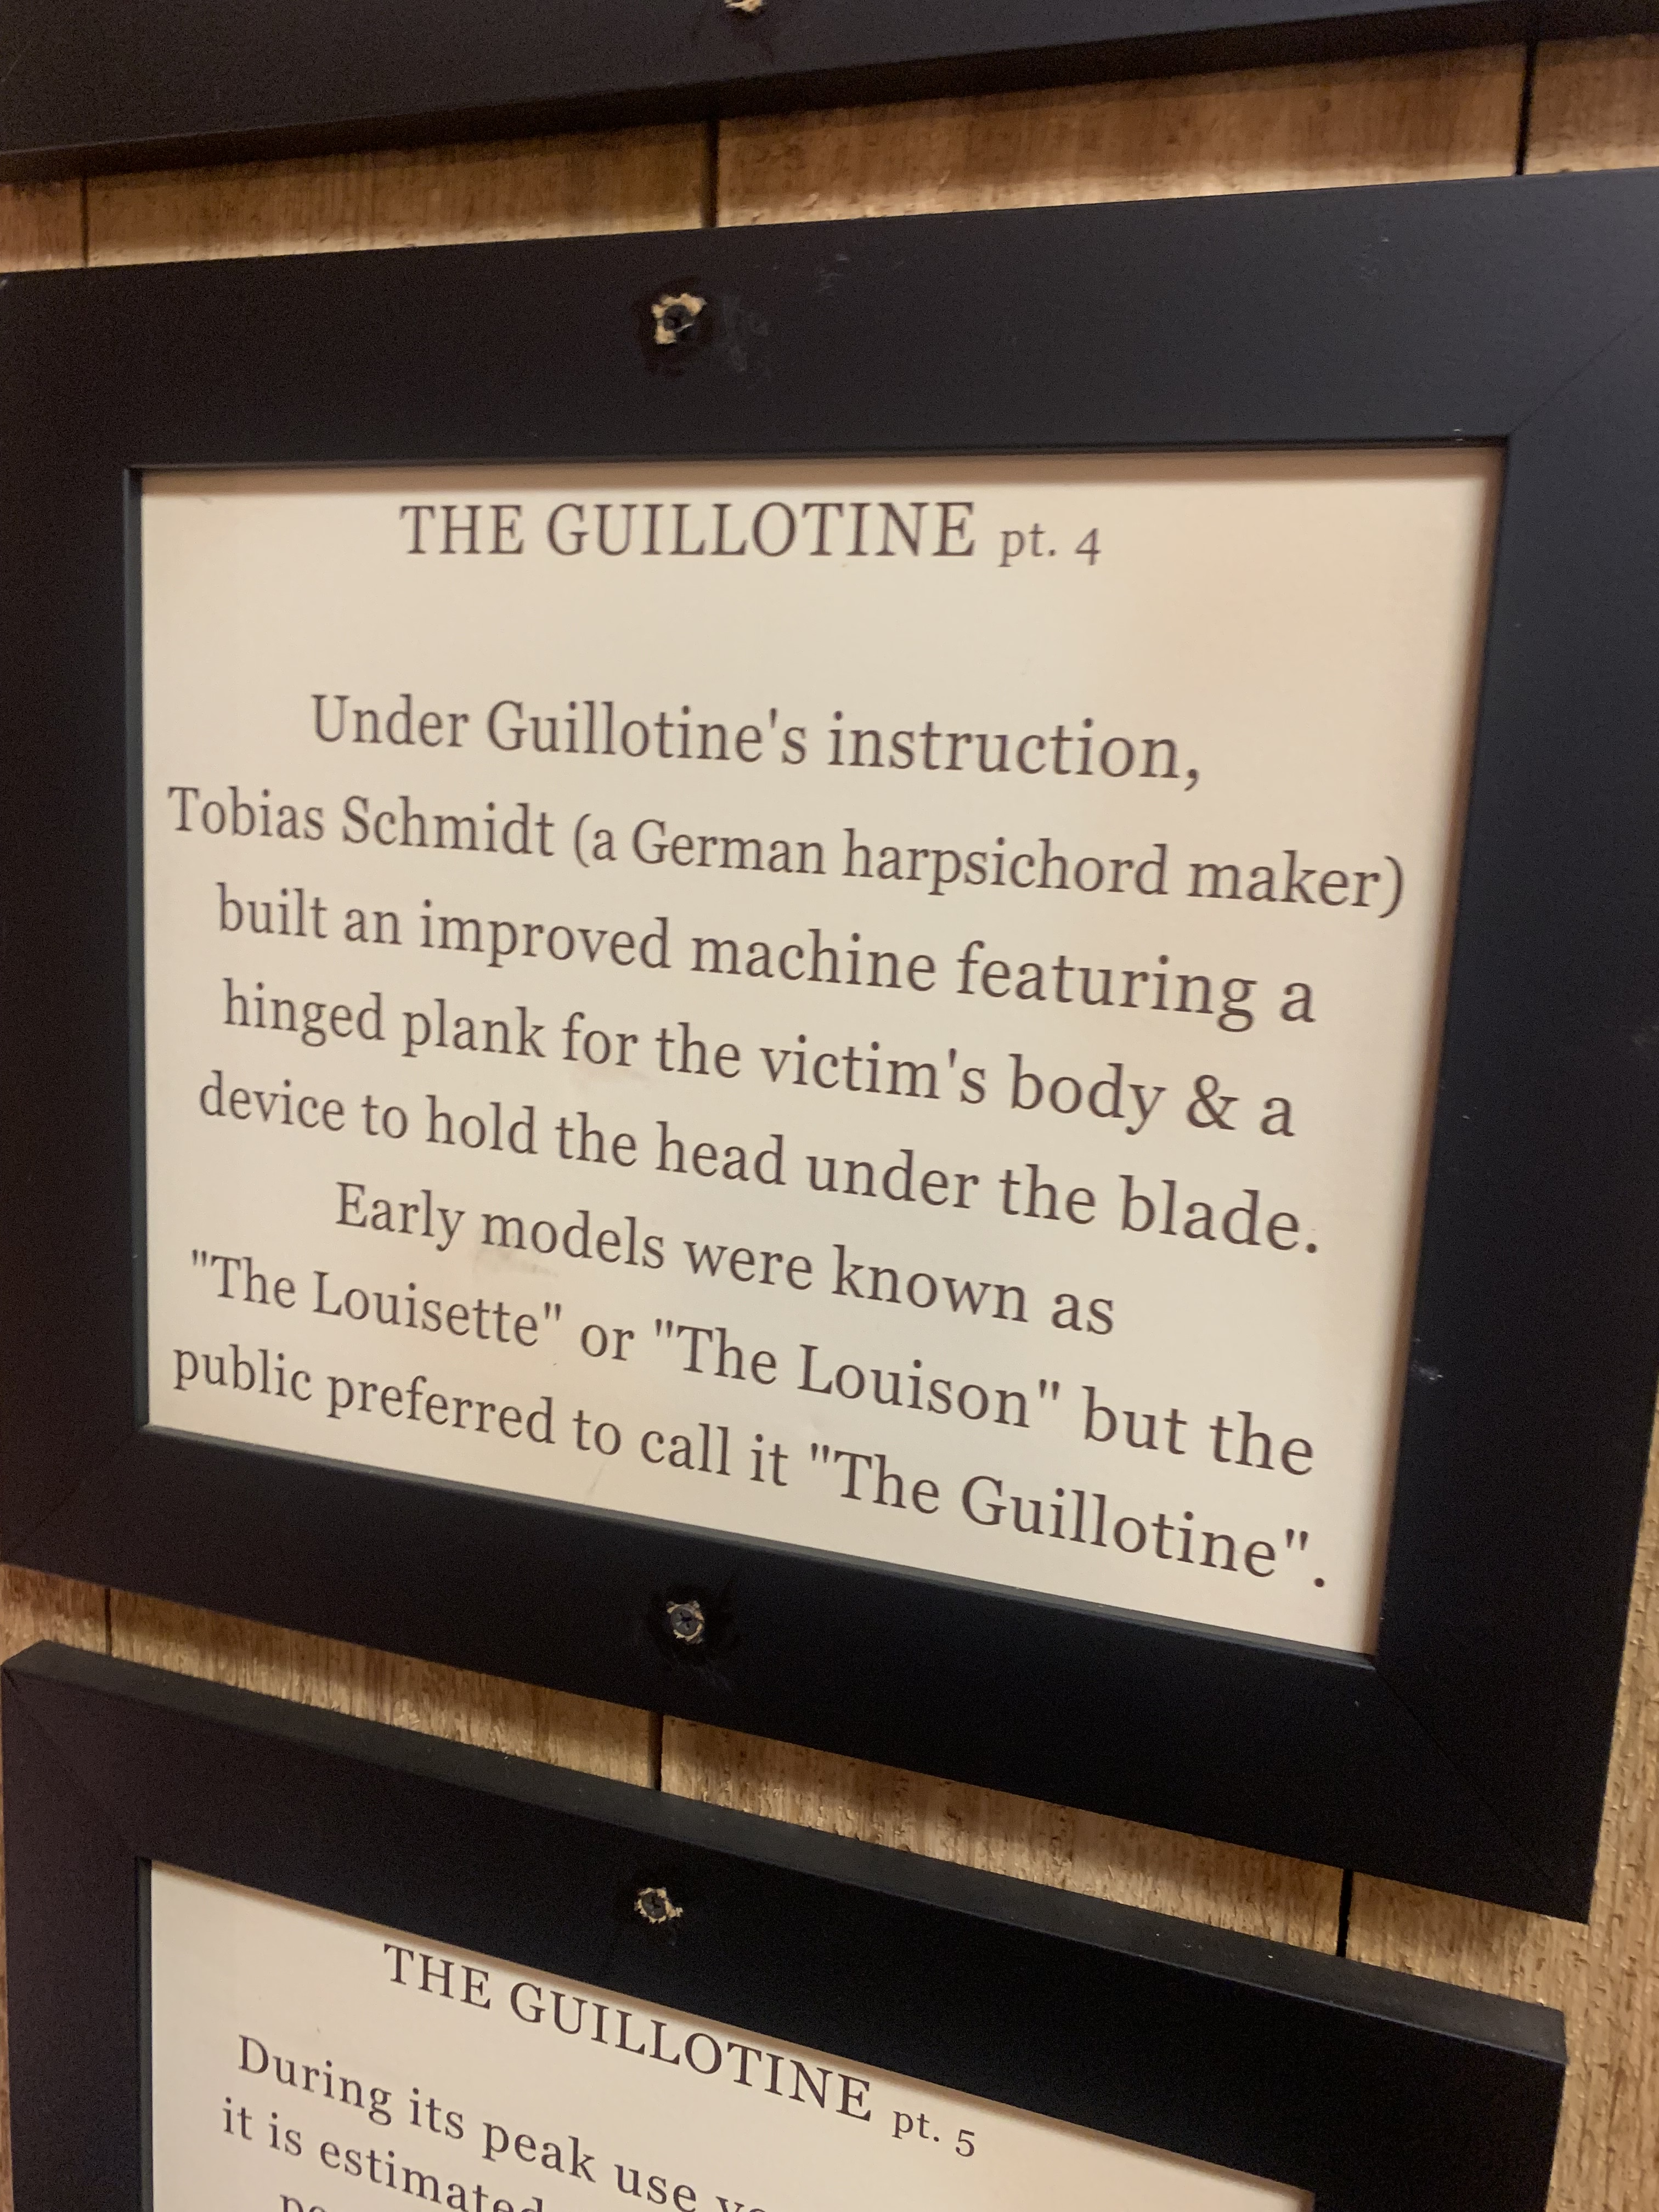 THE GUILLOTINE pt. 4
Under Guillotine's instruction,
Tobias Schmidt (a German harpsichord maker)
built an improved machine featuring a
hinged plank for the victim's body & a
device to hold the head under the blade.
Early models were known as
"The Louisette" or "The Louison" but the
public preferred to call it "The Guillotine".
THE GUILLOTINE pt. 5
During its peak use
it is estimated